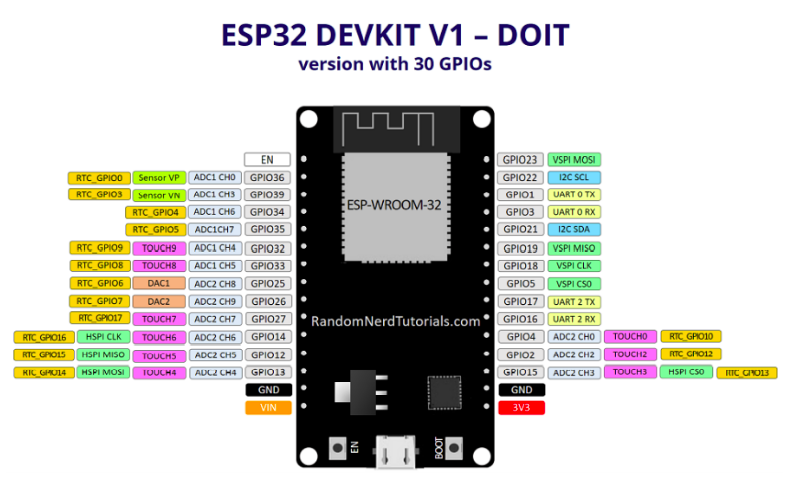 ESP32 DEVKIT V1 – DOIT
version with 30 GPIOs
EN GPIO23 VSPI MOSI
RTC_GPIO0 Sensor VP ADC1 CH0 GPIO36 GPIO22 I2C SCL
RTC_GPIO3 Sensor VN ADC1 CH3 GPIO39 GPIO1 UART 0 TX
RTC_GPIO4 ADC1 CH6 GPIO34 ESP-WROOM-32 GPIO3 UART 0 RX
RTC_GPIO5 ADC1CH7 GPIO35 GPIO21 I2C SDA
RTC_GPIO9 TOUCH9 ADC1 CH4 GPIO32 GPIO19 VSPI MISO
RTC_GPIO8 TOUCH8 ADC1 CH5 GPIO33 GPIO18 VSPI CLK
RTC_GPIO6 DAC1 ADC2 CH8 GPIO25 GPIO5 VSPI CS0
RTC_GPIO7 DAC2 ADC2 CH9 GPIO26 GPIO17 UART 2 TX
RTC_GPIO17 TOUCH7 ADC2 CH7 GPIO27 RandomNerdTutorials.com GPIO16 UART 2 RX
RTC_GPIO16 HSPI CLK TOUCH6 ADC2 CH6 GPIO14 GPIO4 ADC2 CH0 TOUCH0 RTC_GPIO10
RTC_GPIO15 HSPI MISO TOUCH5 ADC2 CH5 GPIO12 GPIO2 ADC2 CH2 TOUCH2 RTC_GPIO12
RTC_GPIO14 HSPI MOSI TOUCH4 ADC2 CH4 GPIO13 GPIO15 ADC2 CH3 TOUCH3 HSPI CS0 RTC_GPIO13
GND GND
VIN 3V3
EN BOOT